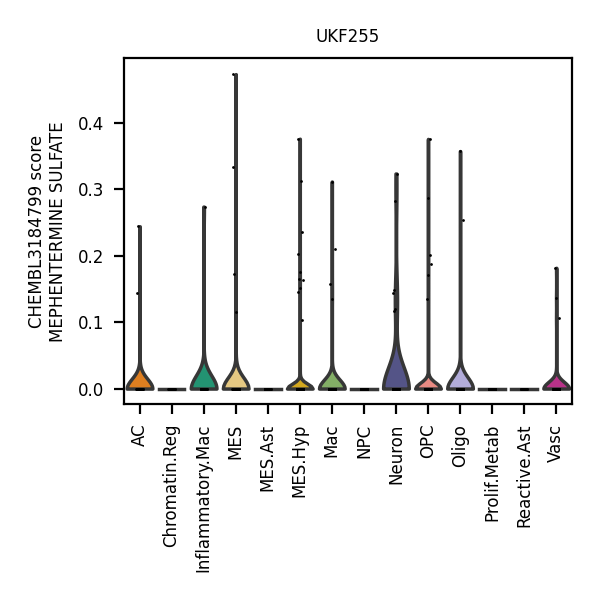 UKF255
CHEMBL3184799 score
MEPHENTERMINE SULFATE
0.4
0.3
0.2
0.1
0.0
AC
Chromatin.Reg
Inflammatory.Mac
MES
MES.Ast
MES.Hyp
Mac
NPC
Neuron
OPC
Oligo
Prolif.Metab
Reactive.Ast
Vasc